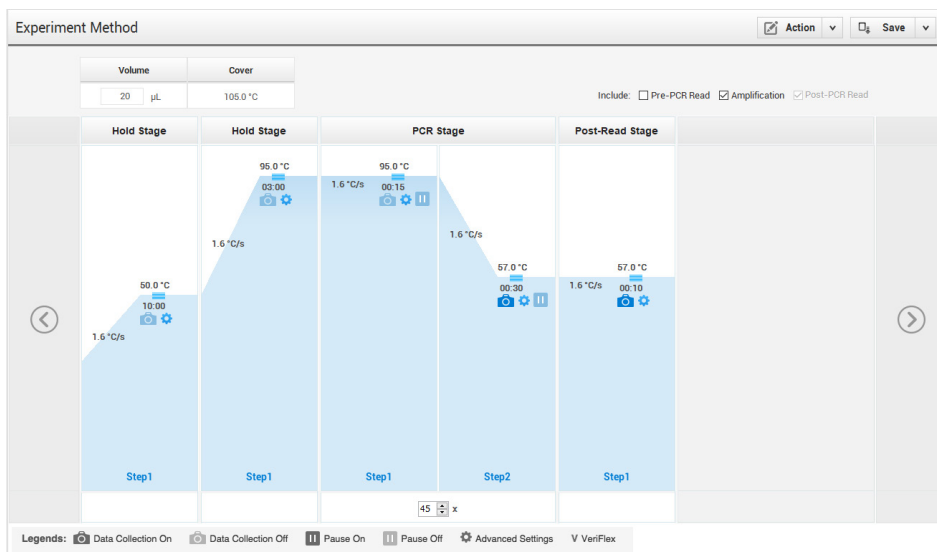 Experiment Method
Action
Save
Volume Cover
20 µL 105.0 °C
Include: Pre-PCR Read Amplification Post-PCR Read
Hold Stage Hold Stage PCR Stage Post-Read Stage
95.0 °C 95.0 °C
03:00 1.6 °C/s 00:15
1.6 °C/s 1.6 °C/s
57.0 °C 57.0 °C
50.0 °C 00:30 1.6 °C/s 00:10
10:00
1.6 °C/s
Step1 Step1 Step1 Step2 Step1
45 x
Legends: Data Collection On Data Collection Off Pause On Pause Off Advanced Settings V VeriFlex